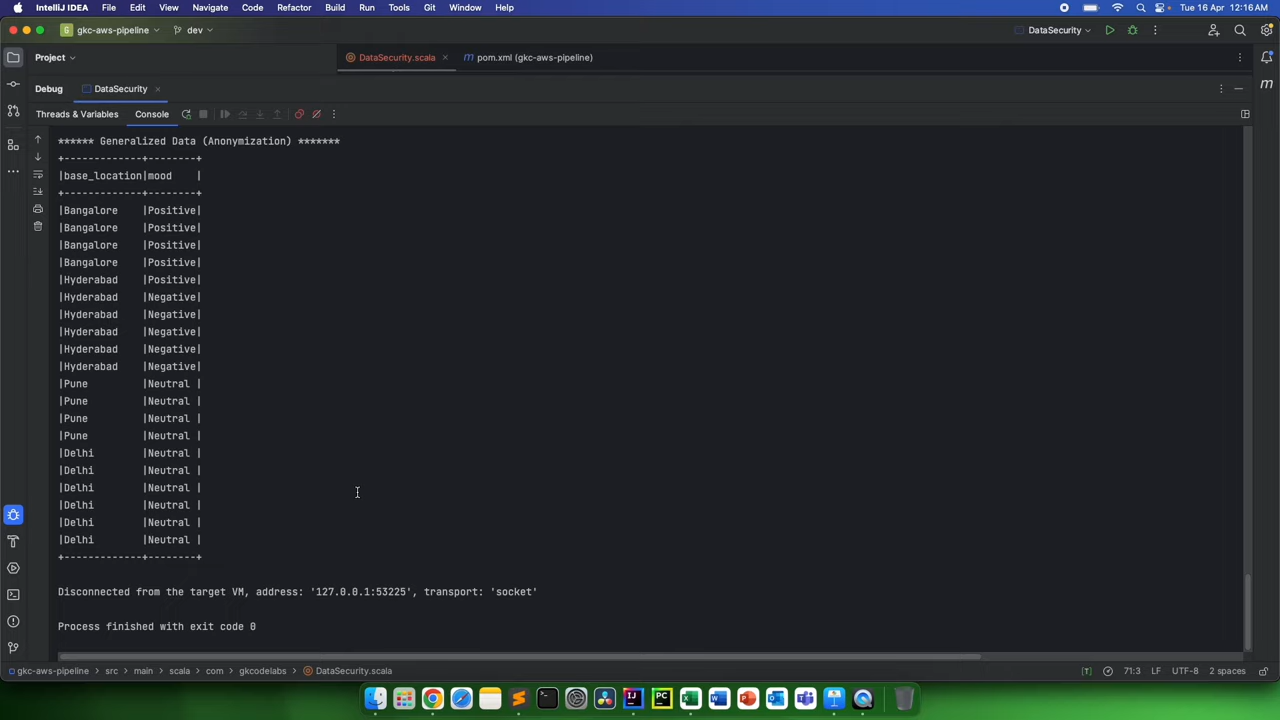 IntelliJ IDEA File Edit View Navigate Code Refactor Build Run Tools Git Window Help Tue 16 Apr 12:16 AM
G gkc-aws-pipeline dev DataSecurity
Project DataSecurity.scala m pom.xml (gkc-aws-pipeline)
Debug DataSecurity
Threads & Variables Console
****** Generalized Data (Anonymization) *******
+-------------+--------+
|base_location|mood    |
+-------------+--------+
|Bangalore    |Positive|
|Bangalore    |Positive|
|Bangalore    |Positive|
|Bangalore    |Positive|
|Hyderabad    |Positive|
|Hyderabad    |Negative|
|Hyderabad    |Negative|
|Hyderabad    |Negative|
|Hyderabad    |Negative|
|Hyderabad    |Negative|
|Pune         |Neutral |
|Pune         |Neutral |
|Pune         |Neutral |
|Pune         |Neutral |
|Delhi        |Neutral |
|Delhi        |Neutral |
|Delhi        |Neutral |
|Delhi        |Neutral |
|Delhi        |Neutral |
|Delhi        |Neutral |
+-------------+--------+
Disconnected from the target VM, address: '127.0.0.1:53225', transport: 'socket'
Process finished with exit code 0
gkc-aws-pipeline > src > main > scala > com > gkcodelabs > DataSecurity.scala [T] 71:3 LF UTF-8 2 spaces